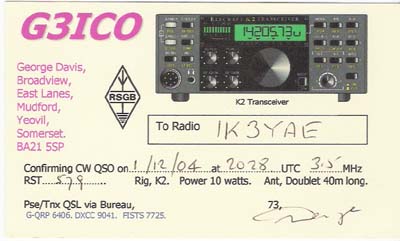 G3ICO
ELECRAFT K2 TRANSCEIVER
14205.73u
George Davis,
Broadview,
East Lanes,
Mudford,
Yeovil,
Somerset.
BA21 5SP
RSGB
K2 Transceiver
To Radio IK3YAE
Confirming CW QSO on 1/12/04 at 2028 UTC 3.5 MHz
RST 579 Rig, K2. Power 10 watts. Ant, Doublet 40m long.
Pse/Tnx QSL via Bureau, 73,
G-QRP 6406. DXCC 9041. FISTS 7725.